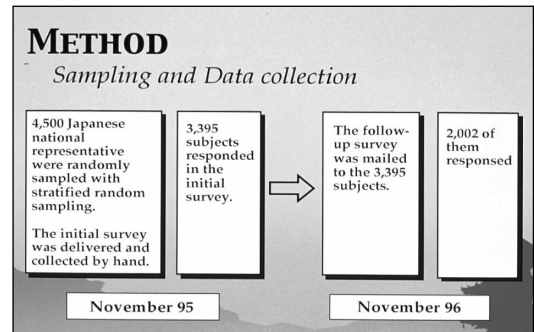 METHOD
Sampling and Data collection
4,500 Japanese
national
representative
were randomly
sampled with
stratified random
sampling.
The initial survey
was delivered and
collected by hand.
3,395
subjects
responded
in the
initial
survey.
The follow-
up survey
was mailed
to the 3,395
subjects.
2,002 of
them
responsed
November 95
November 96